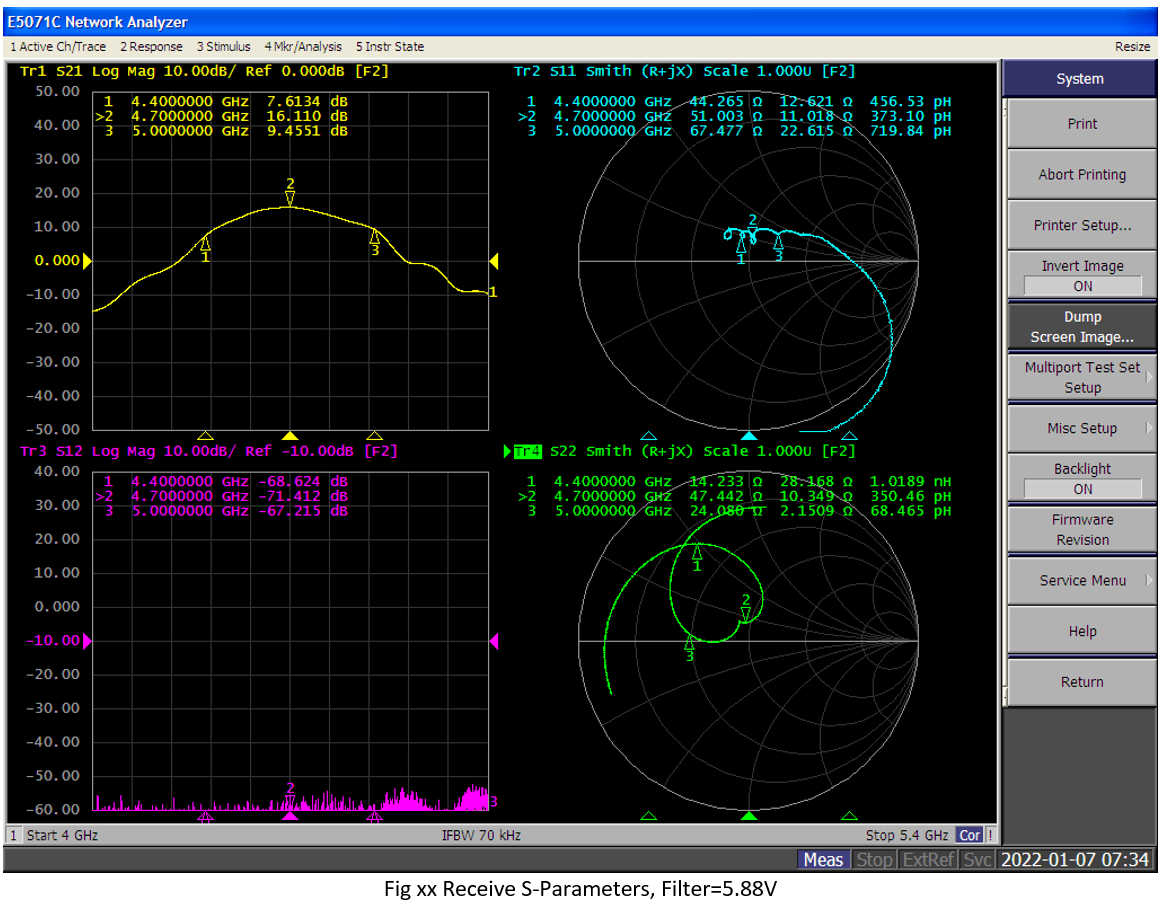 E5071C Network Analyzer
1 Active Ch/Trace 2 Response 3 Stimulus 4 Mkr/Analysis 5 Instr State Resize
Tr1 S21 Log Mag 10.00dB/ Ref 0.000dB [F2]
50.00
40.00
30.00
20.00
10.00
0.000
-10.00
-20.00
-30.00
-40.00
-50.00
1 4.4000000 GHz 7.6134 dB
>2 4.7000000 GHz 16.110 dB
3 5.0000000 GHz 9.4551 dB
2
1
3
1
Tr2 S11 Smith (R+jX) Scale 1.000U [F2]
1 4.4000000 GHz 44.265 Ω 12.621 Ω 456.53 pH
>2 4.7000000 GHz 51.003 Ω 11.018 Ω 373.10 pH
3 5.0000000 GHz 67.477 Ω 22.615 Ω 719.84 pH
2
1
3
Tr3 S12 Log Mag 10.00dB/ Ref -10.00dB [F2]
40.00
30.00
20.00
10.00
0.000
-10.00
-20.00
-30.00
-40.00
-50.00
-60.00
1 4.4000000 GHz -68.624 dB
>2 4.7000000 GHz -71.412 dB
3 5.0000000 GHz -67.215 dB
2
3
Tr4 S22 Smith (R+jX) Scale 1.000U [F2]
1 4.4000000 GHz 14.233 Ω 28.168 Ω 1.0189 nH
>2 4.7000000 GHz 47.442 Ω 10.349 Ω 350.46 pH
3 5.0000000 GHz 24.080 Ω 2.1509 Ω 68.465 pH
1
2
3
System
Print
Abort Printing
Printer Setup...
Invert Image
ON
Dump
Screen Image...
Multiport Test Set
Setup
Misc Setup
Backlight
ON
Firmware
Revision
Service Menu
Help
Return
1 Start 4 GHz IFBW 70 kHz Stop 5.4 GHz Cor !
Meas Stop ExtRef Svc 2022-01-07 07:34
Fig xx Receive S-Parameters, Filter=5.88V